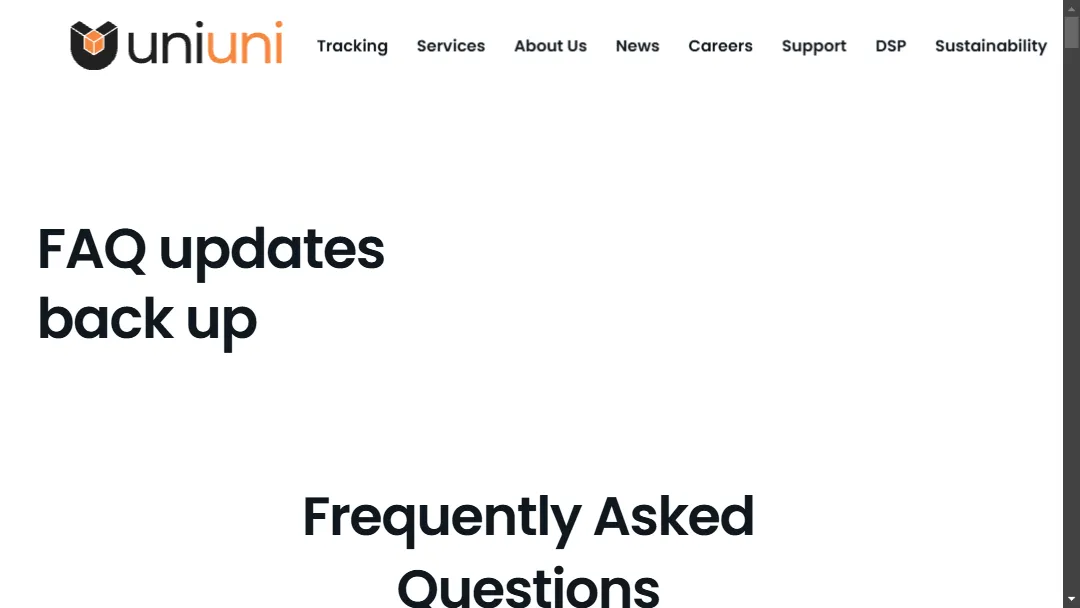 uniuni
Tracking Services About Us News Careers Support DSP Sustainability
FAQ updates
back up
Frequently Asked
Questions